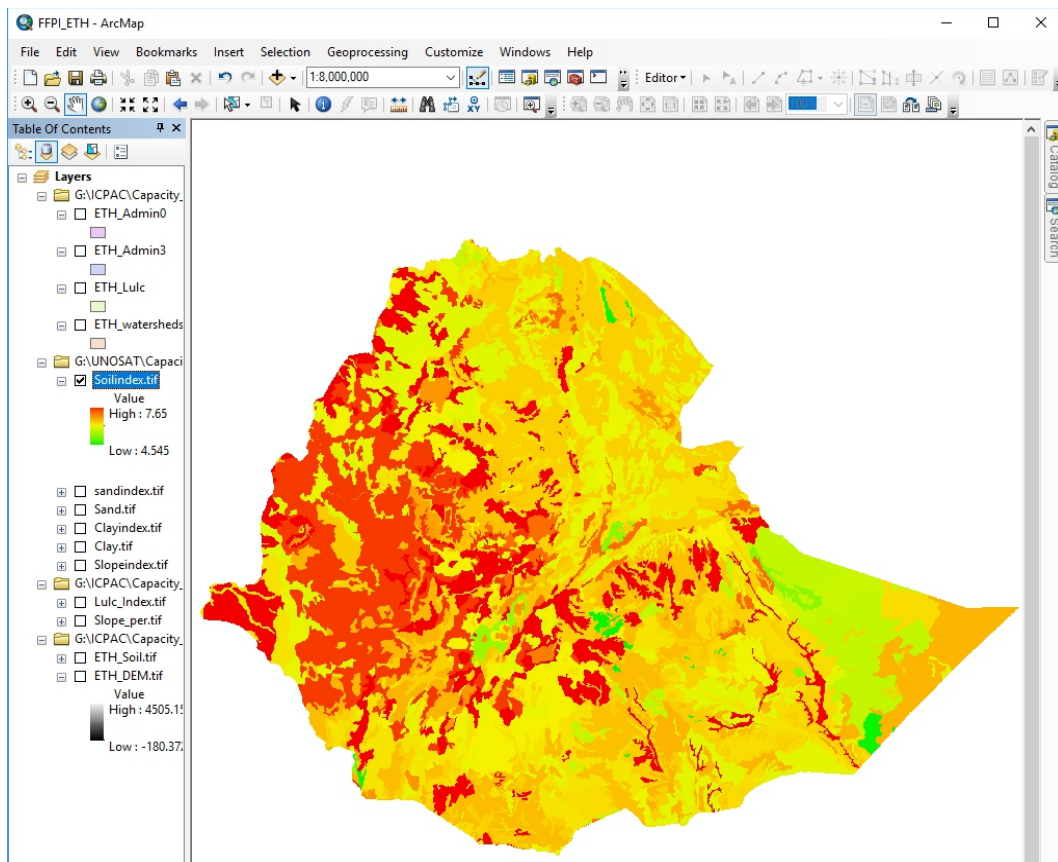 FFPI_ETH - ArcMap
File Edit View Bookmarks Insert Selection Geoprocessing Customize Windows Help
1:8,000,000 Editor
100%
Table Of Contents
Catalog
Search
Layers
G:\ICPAC\Capacity_
ETH_Admin0
ETH_Admin3
ETH_Lulc
ETH_watersheds
G:\UNOSAT\Capaci
Soilindex.tif
Value
High : 7.65
Low : 4.545
sandindex.tif
Sand.tif
Clayindex.tif
Clay.tif
Slopeindex.tif
G:\ICPAC\Capacity_
Lulc_Index.tif
Slope_per.tif
G:\ICPAC\Capacity_
ETH_Soil.tif
ETH_DEM.tif
Value
High : 4505.15
Low : -180.372